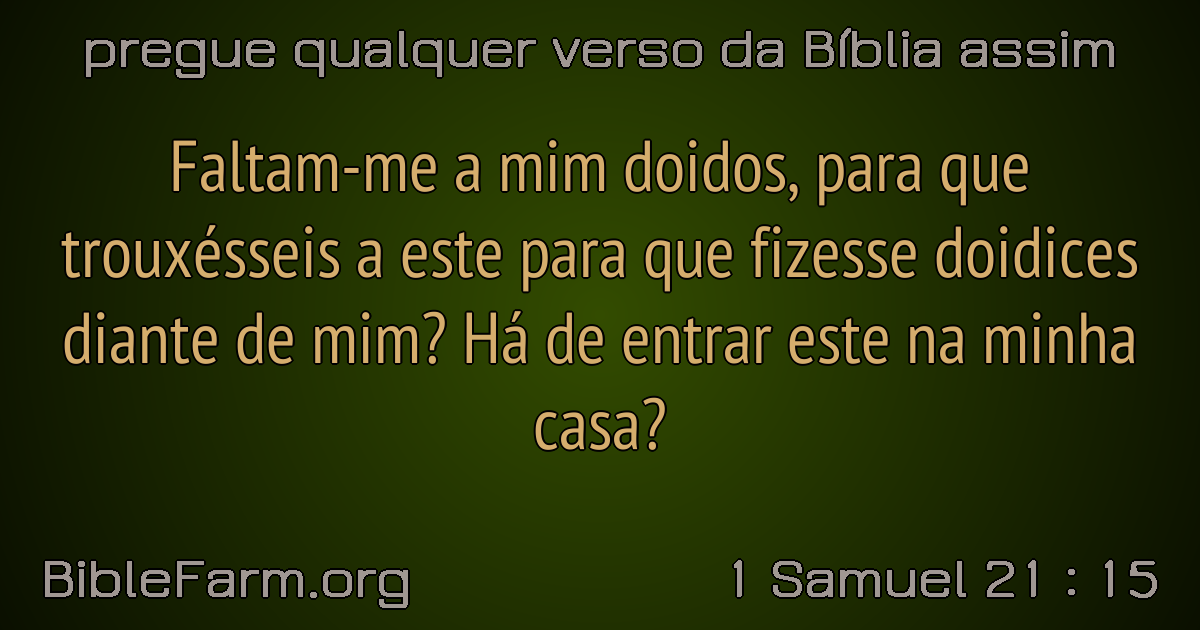 pregue qualquer verso da Bíblia assim
Faltam-me a mim doidos, para que
trouxésseis a este para que fizesse doidices
diante de mim? Há de entrar este na minha
casa?
BibleFarm.org
1 Samuel 21 : 15